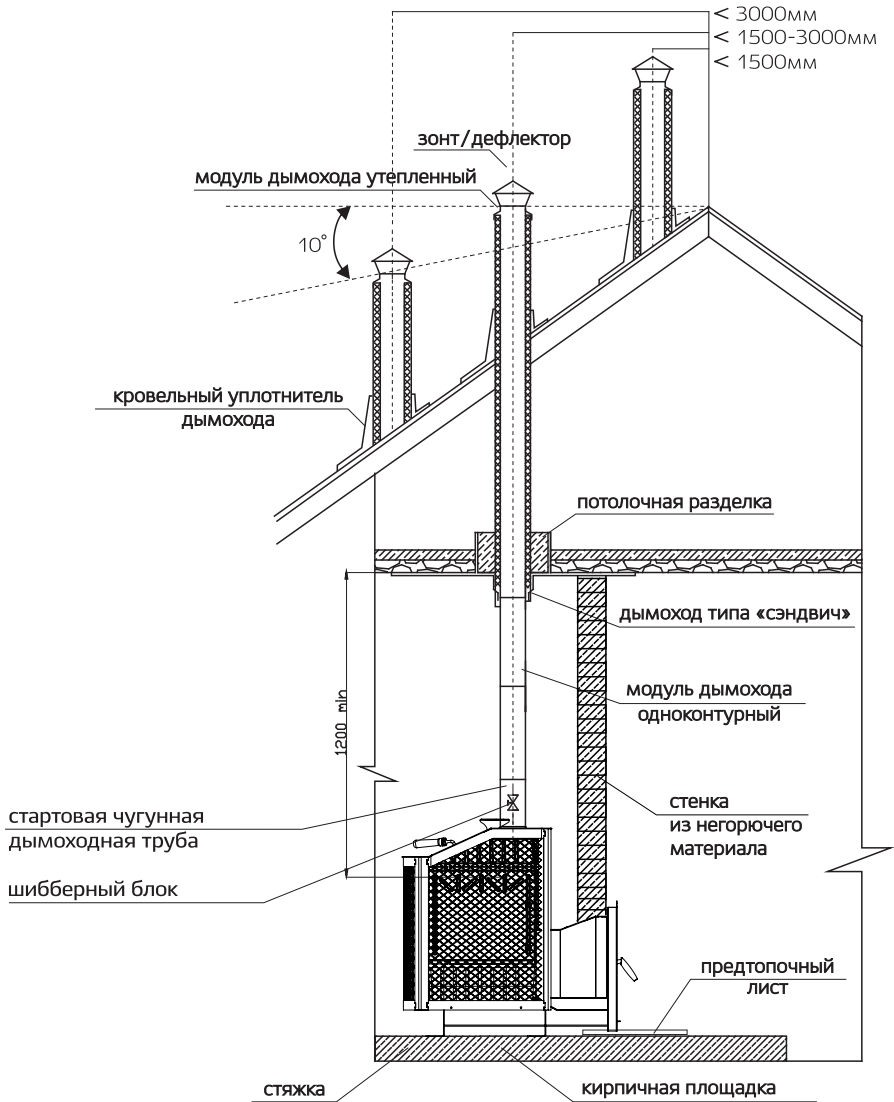 < 3000мм
< 1500-3000мм
< 1500мм
зонт/дефлектор
модуль дымохода утепленный
10°
кровельный уплотнитель
дымохода
потолочная разделка
дымоход типа «сэндвич»
модуль дымохода
одноконтурный
1200 min
стенка
из негорючего
материала
стартовая чугунная
дымоходная труба
шибберный блок
предтопочный
лист
стяжка
кирпичная площадка